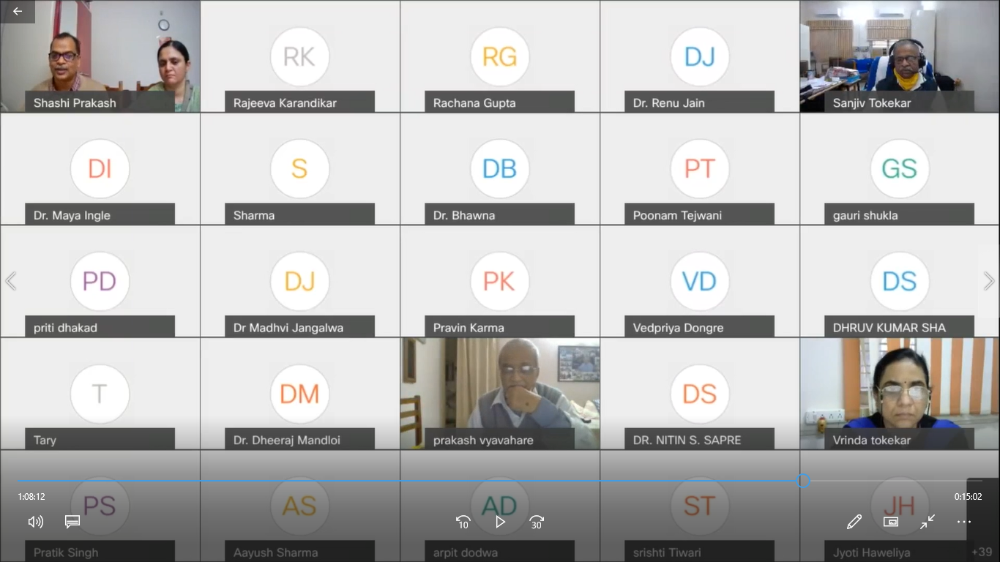 RK
RG
DJ
Shashi Prakash
Rajeeva Karandikar
Rachana Gupta
Dr. Renu Jain
Sanjiv Tokekar
DI
S
DB
PT
GS
Dr. Maya Ingle
Sharma
Dr. Bhawna
Poonam Tejwani
gauri shukla
PD
DJ
PK
VD
DS
priti dhakad
Dr Madhvi Jangalwa
Pravin Karma
Vedpriya Dongre
DHRUV KUMAR SHA
T
DM
DS
Tary
Dr. Dheeraj Mandloi
prakash vyavahare
DR. NITIN S. SAPRE
Vrinda tokekar
1:08:12
0:15:02
PS
AS
AD
ST
JH
10
30
Pratik Singh
Aayush Sharma
arpit dodwa
srishti Tiwari
Jyoti Haweliya
+39